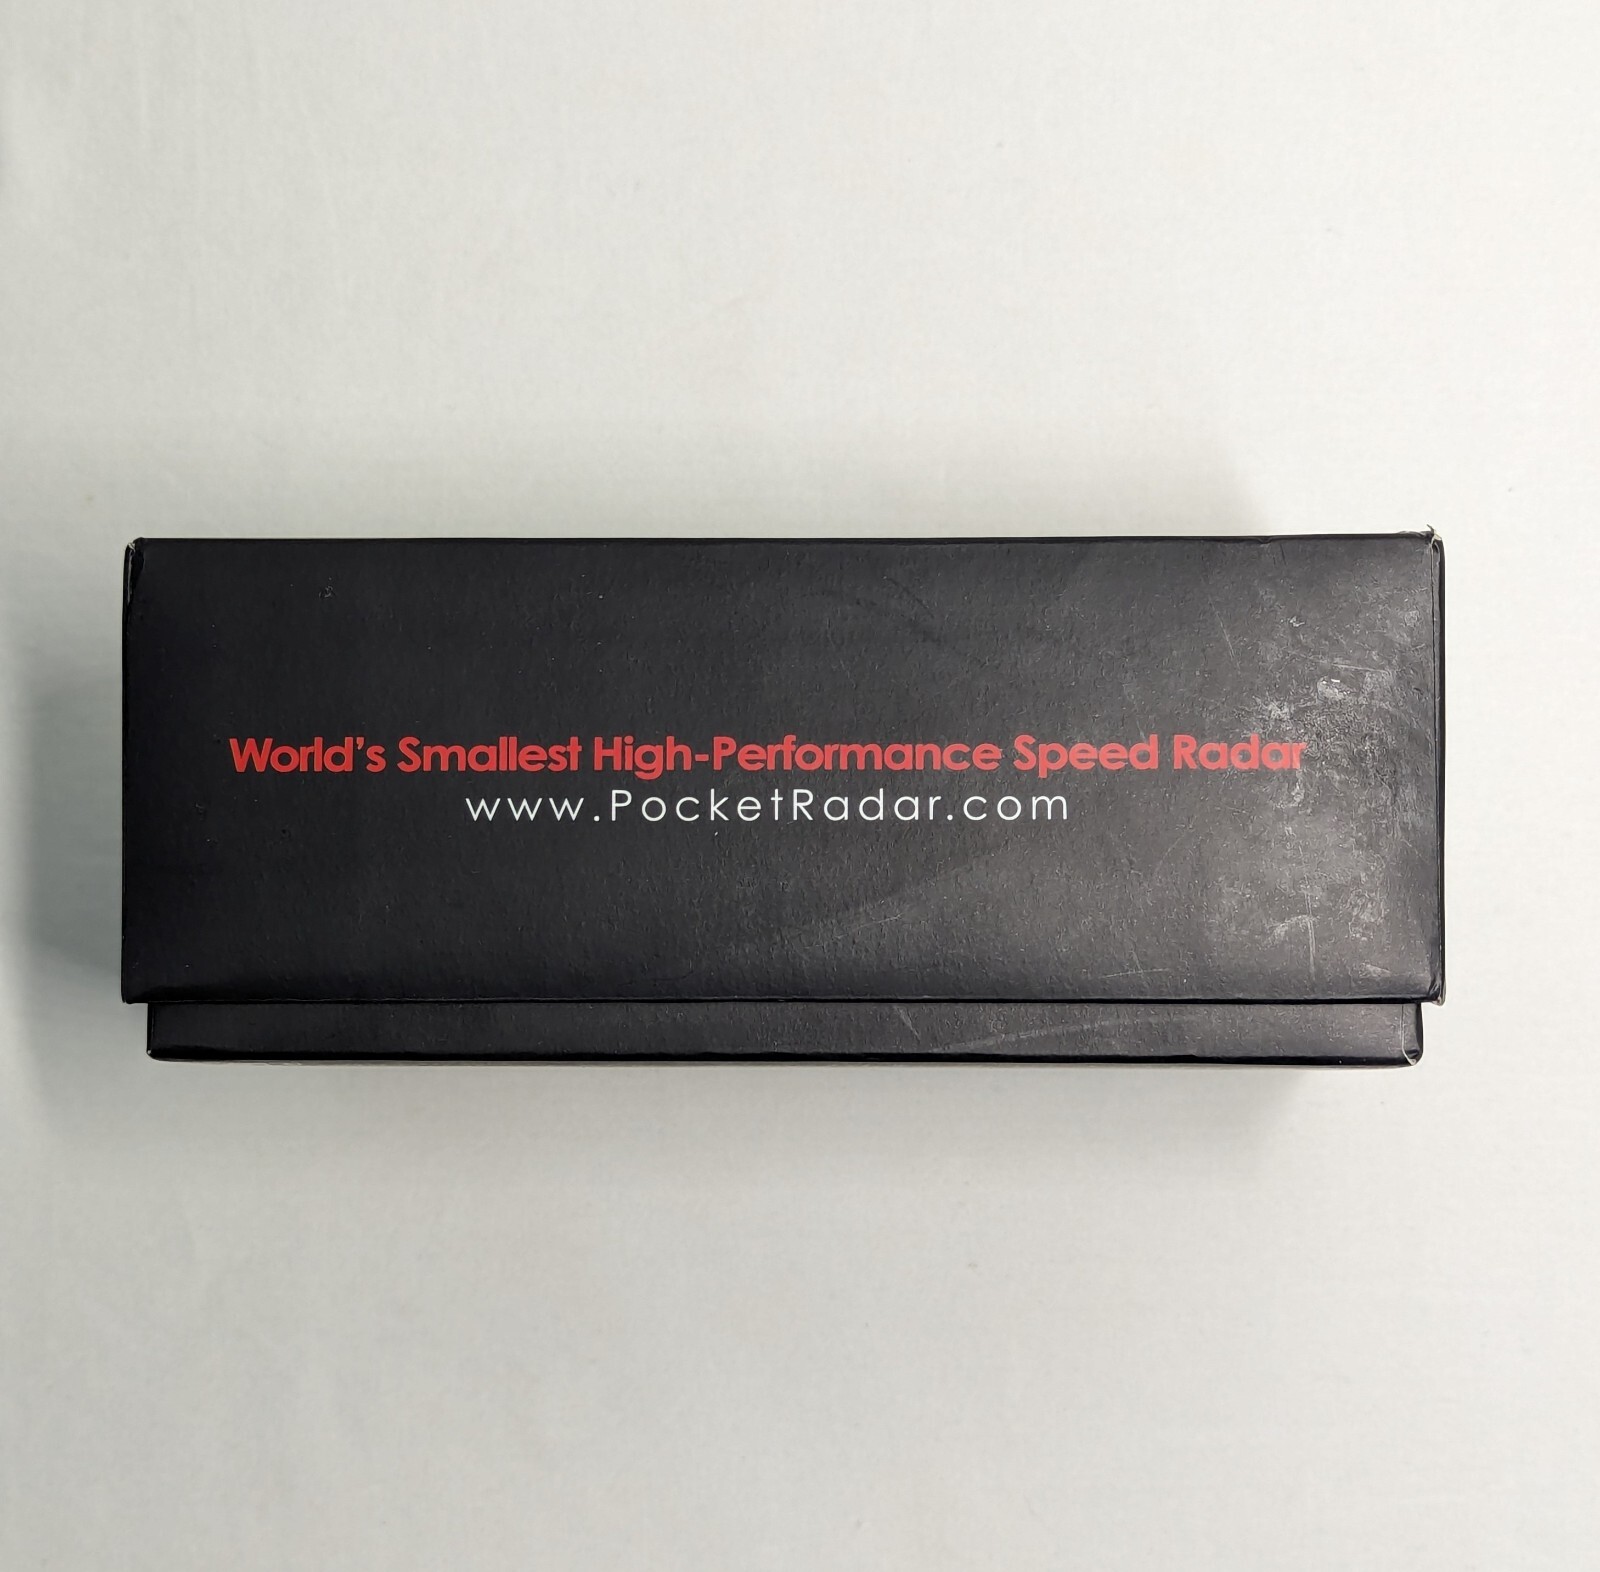 World's Smallest High-Performance Speed Radar
www.PocketRadar.com